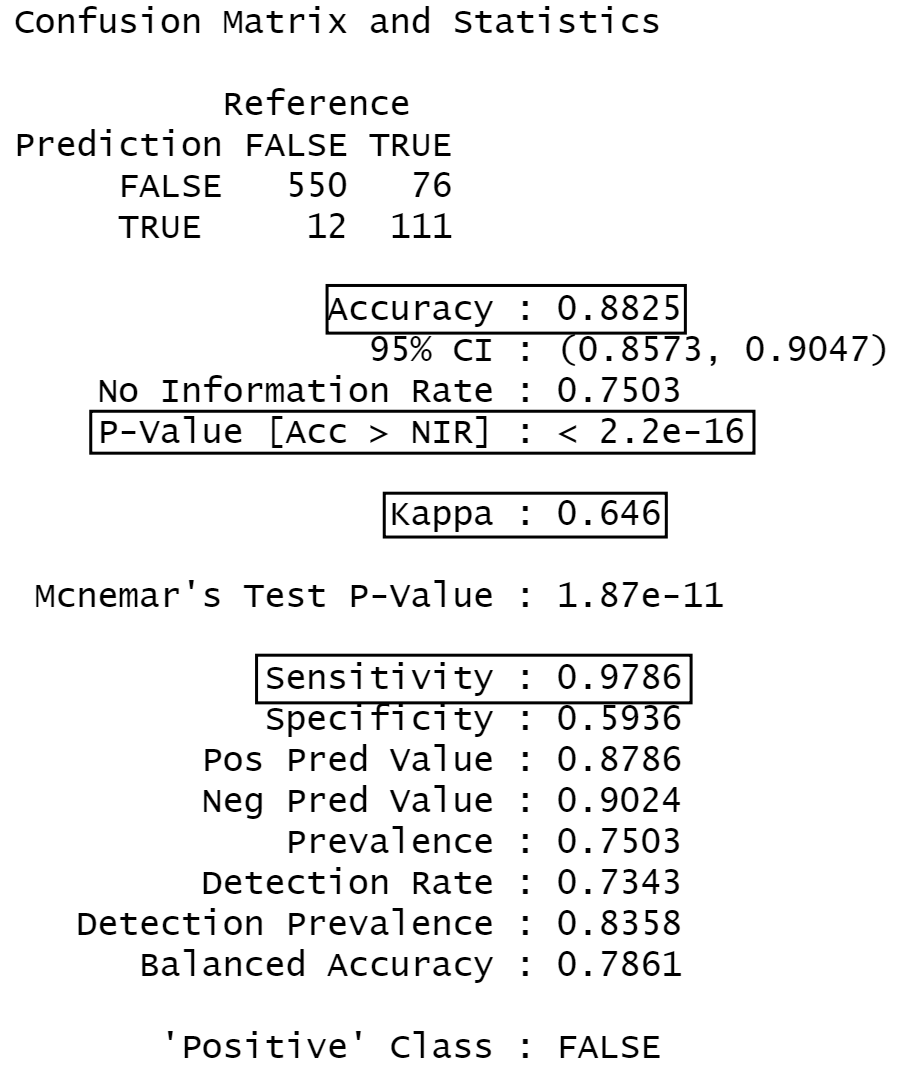 Confusion Matrix and Statistics
Reference
Prediction FALSE TRUE
FALSE 550 76
TRUE 12 111
Accuracy : 0.8825
95% CI : (0.8573, 0.9047)
No Information Rate : 0.7503
P-Value [Acc > NIR] : < 2.2e-16
Kappa : 0.646
Mcnemar's Test P-Value : 1.87e-11
Sensitivity : 0.9786
Specificity : 0.5936
Pos Pred Value : 0.8786
Neg Pred Value : 0.9024
Prevalence : 0.7503
Detection Rate : 0.7343
Detection Prevalence : 0.8358
Balanced Accuracy : 0.7861
'Positive' Class : FALSE